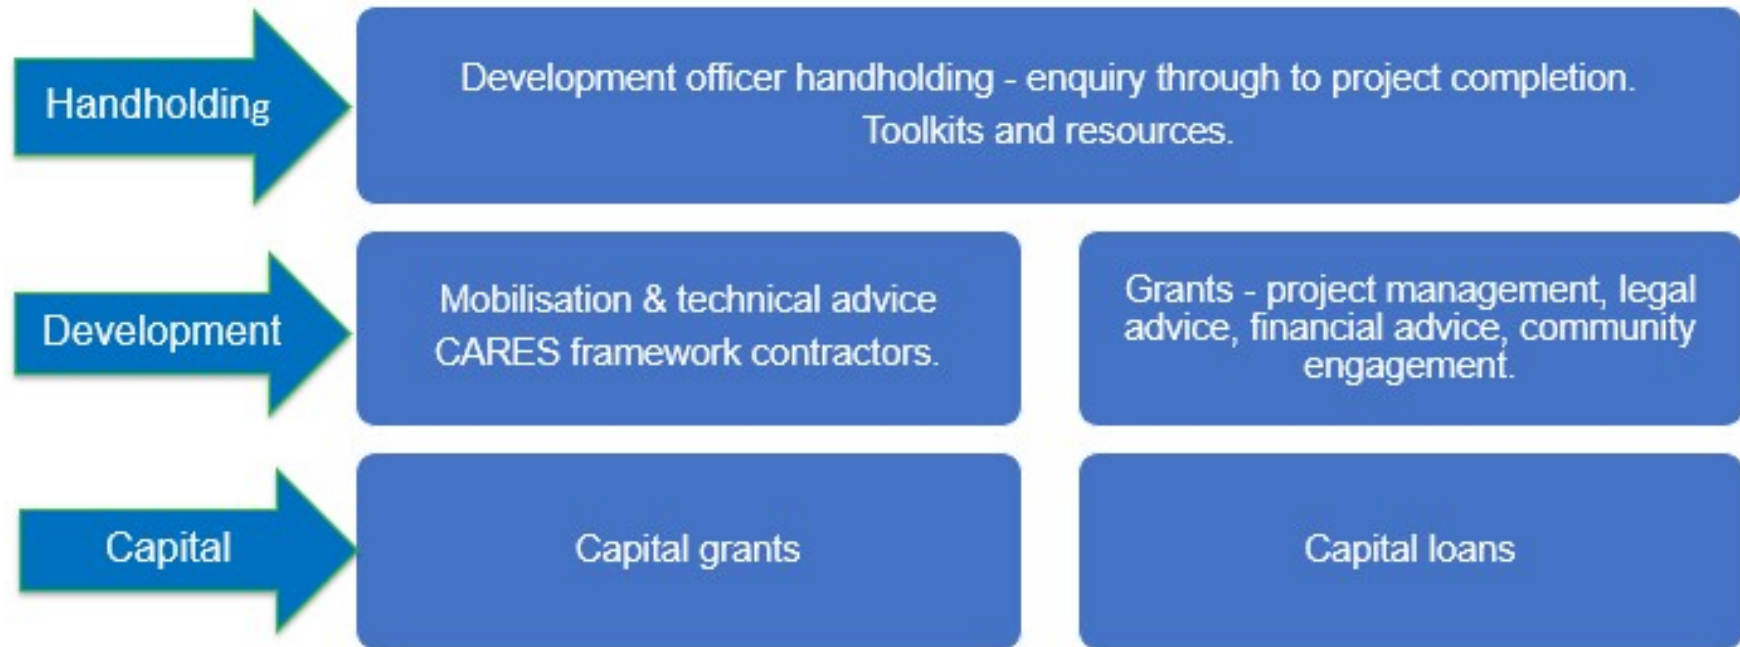 Handholding
Development officer handholding - enquiry through to project completion.
Toolkits and resources.
Development
Mobilisation & technical advice
CARES framework contractors.
Grants - project management, legal
advice, financial advice, community
engagement.
Capital
Capital grants
Capital loans